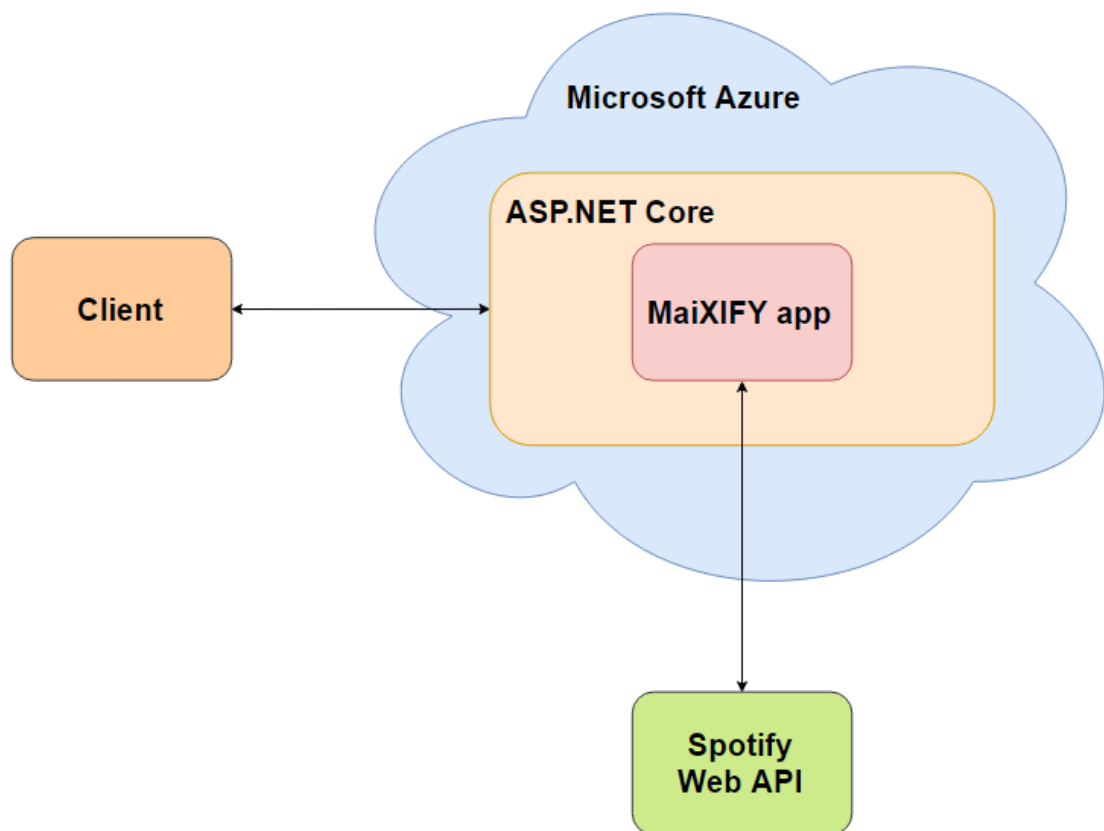 Microsoft Azure
ASP.NET Core
Client
MaiXIFY app
Spotify
Web API